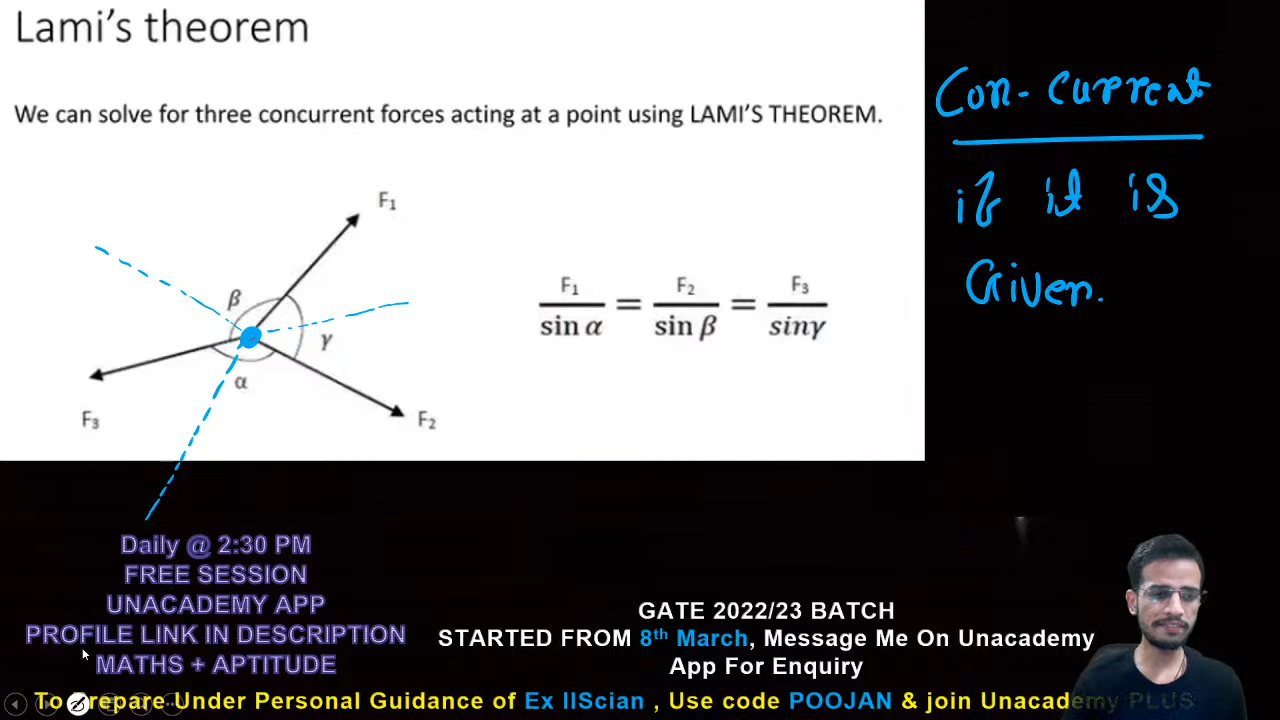 Lami's theorem
We can solve for three concurrent forces acting at a point using LAMI'S THEOREM.
F₁
β
γ
α
F₃
F₂
F₁/sin α = F₂/sin β = F₃/sinγ
Con-current
if it is
Given.
Daily @ 2:30 PM
FREE SESSION
UNACADEMY APP
PROFILE LINK IN DESCRIPTION
MATHS + APTITUDE
GATE 2022/23 BATCH
STARTED FROM 8th March, Message Me On Unacademy
App For Enquiry
To Prepare Under Personal Guidance of Ex IIScian , Use code POOJAN & join Unacademy PLUS